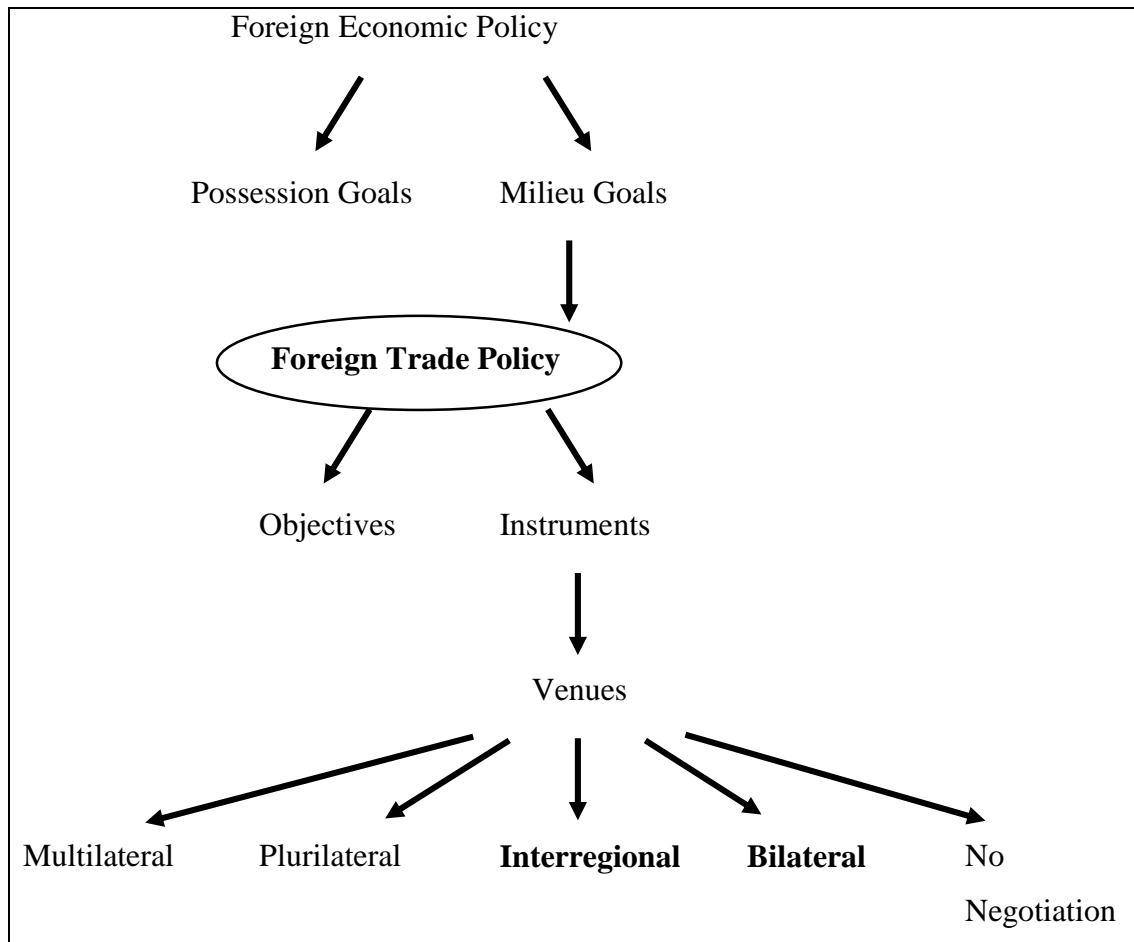 Foreign Economic Policy
Possession Goals
Milieu Goals
Foreign Trade Policy
Objectives
Instruments
Venues
Multilateral
Plurilateral
Interregional
Bilateral
No
Negotiation